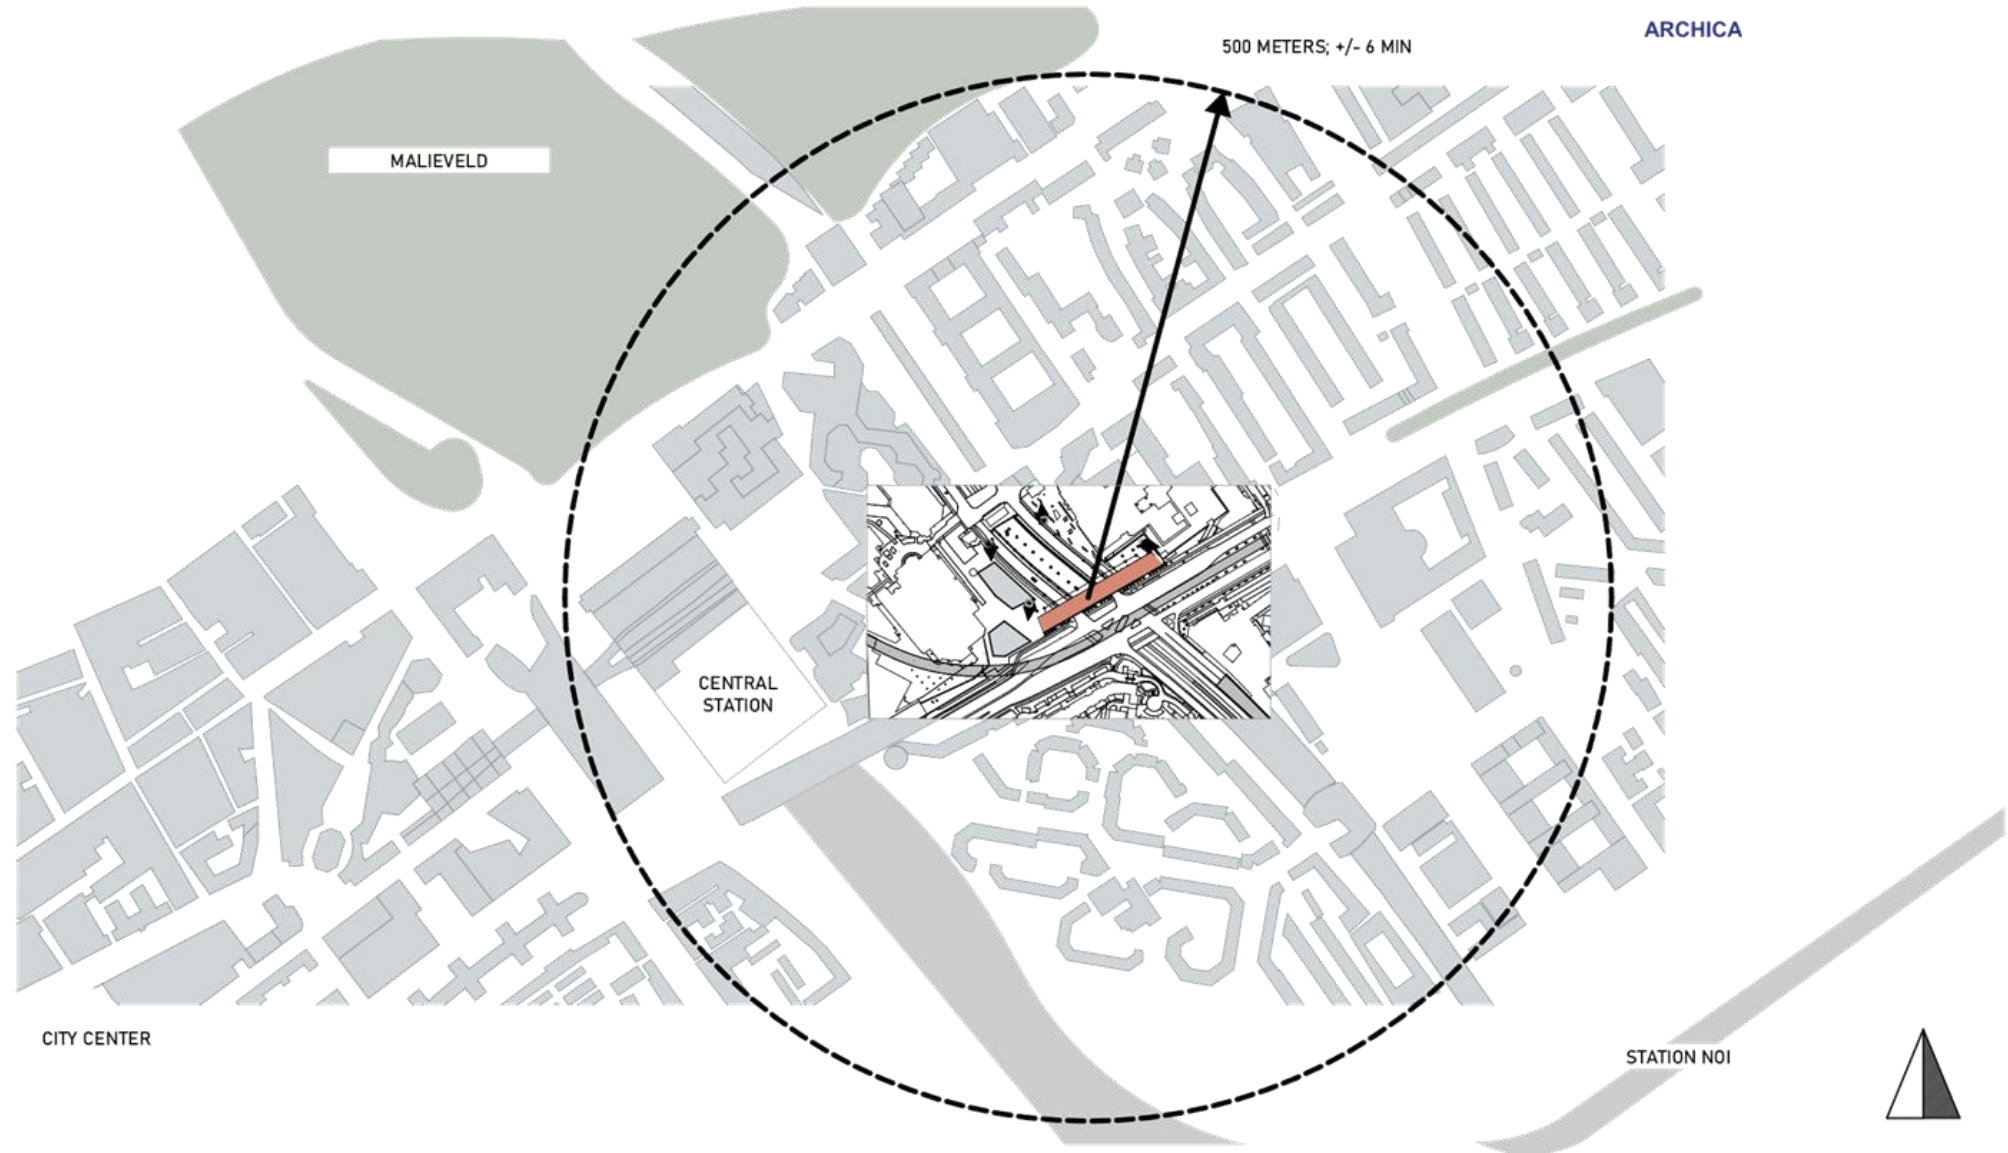 ARCHICA
500 METERS; +/- 6 MIN
MALIEVELD
CENTRAL
STATION
CITY CENTER
STATION NOI